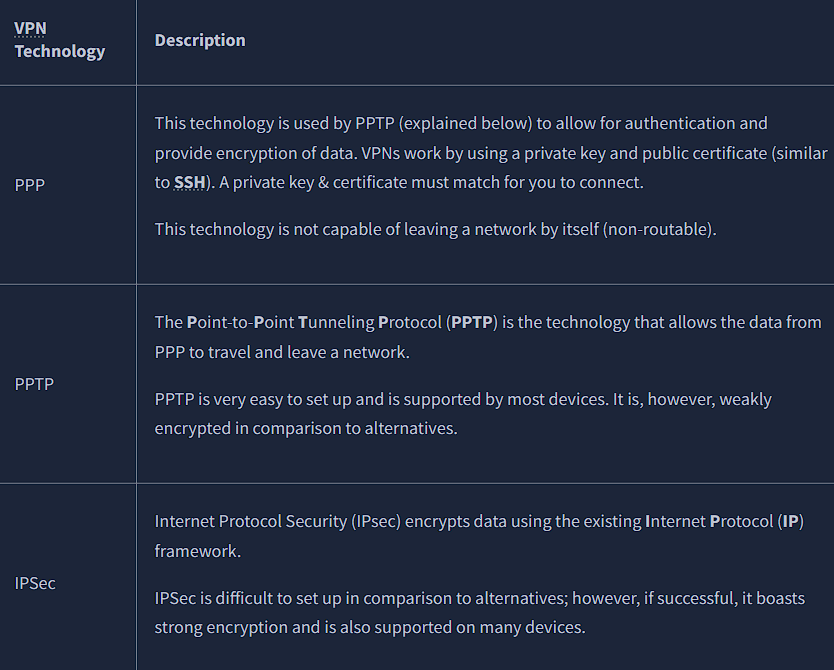 VPN
Technology
Description
PPP
This technology is used by PPTP (explained below) to allow for authentication and
provide encryption of data. VPNs work by using a private key and public certificate (similar
to SSH). A private key & certificate must match for you to connect.
This technology is not capable of leaving a network by itself (non-routable).
PPTP
The Point-to-Point Tunneling Protocol (PPTP) is the technology that allows the data from
PPP to travel and leave a network.
PPTP is very easy to set up and is supported by most devices. It is, however, weakly
encrypted in comparison to alternatives.
IPSec
Internet Protocol Security (IPsec) encrypts data using the existing Internet Protocol (IP)
framework.
IPSec is difficult to set up in comparison to alternatives; however, if successful, it boasts
strong encryption and is also supported on many devices.